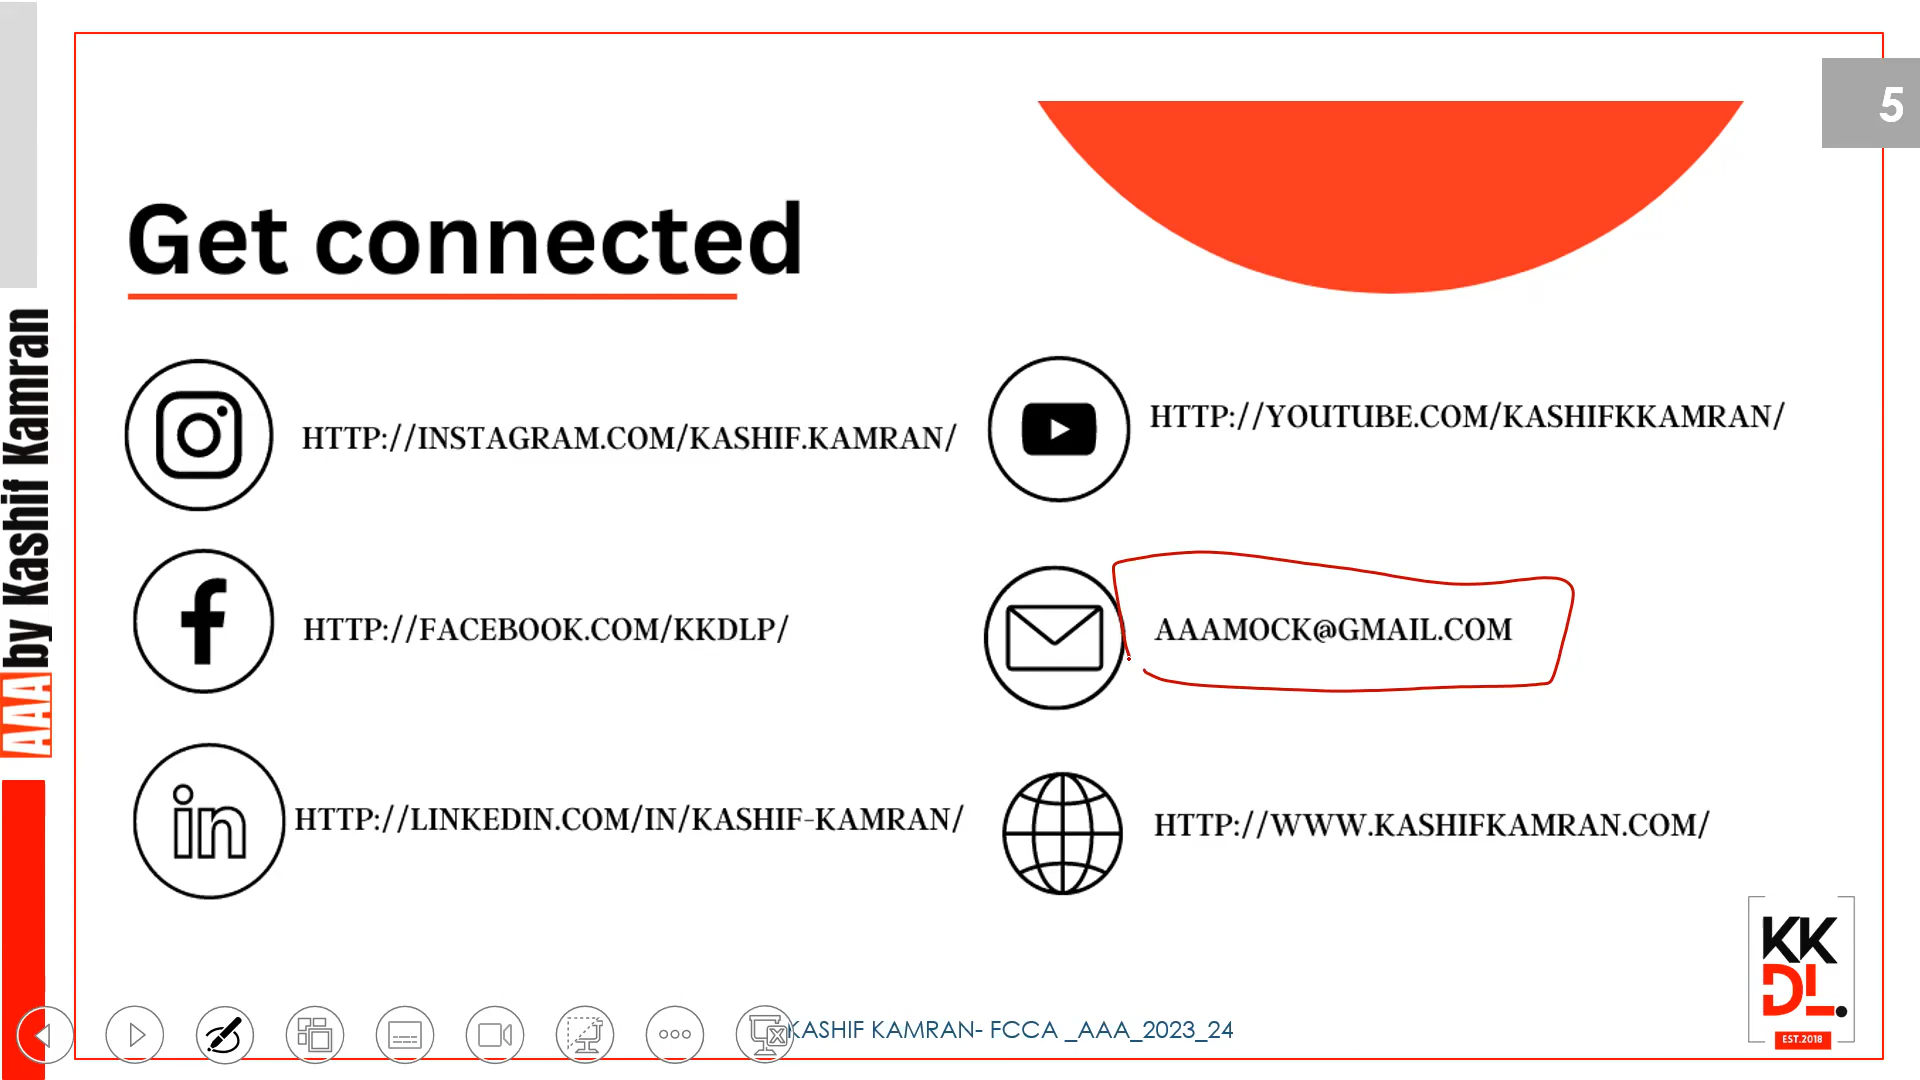 5
Get connected
HTTP://INSTAGRAM.COM/KASHIF.KAMRAN/
HTTP://YOUTUBE.COM/KASHIFKKAMRAN/
HTTP://FACEBOOK.COM/KKDLP/
AAAMOCK@GMAIL.COM
in
HTTP://LINKEDIN.COM/IN/KASHIF-KAMRAN/
HTTP://WWW.KASHIFKAMRAN.COM/
AAA by Kashif Kamran
KASHIF KAMRAN- FCCA _AAA_2023_24
KK
DL.
EST.2018